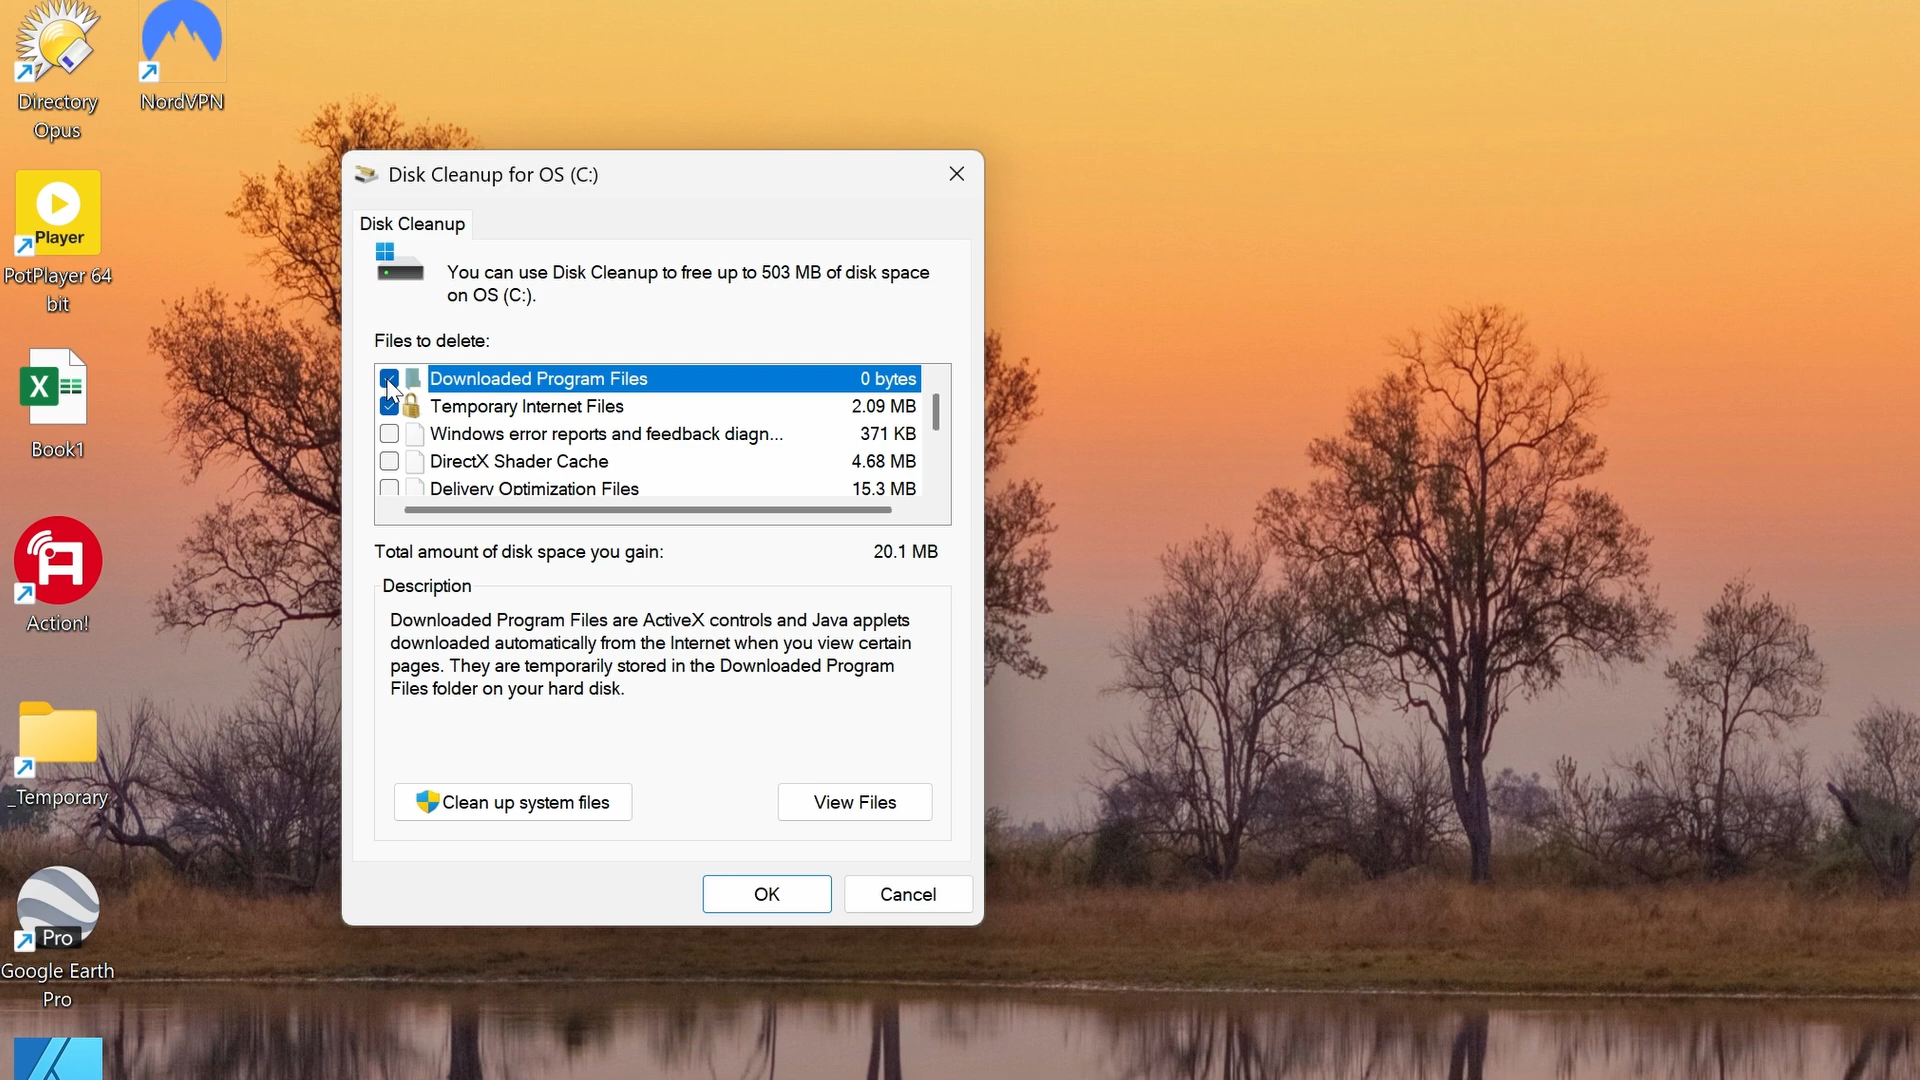 Directory
Opus
NordVPN
Player
PotPlayer 64
bit
X
Book1
Action!
_Temporary
Pro
Google Earth
Pro
Disk Cleanup for OS (C:)
Disk Cleanup
You can use Disk Cleanup to free up to 503 MB of disk space
on OS (C:).
Files to delete:
Downloaded Program Files 0 bytes
Temporary Internet Files 2.09 MB
Windows error reports and feedback diagn... 371 KB
DirectX Shader Cache 4.68 MB
Delivery Optimization Files 15.3 MB
Total amount of disk space you gain: 20.1 MB
Description
Downloaded Program Files are ActiveX controls and Java applets
downloaded automatically from the Internet when you view certain
pages. They are temporarily stored in the Downloaded Program
Files folder on your hard disk.
Clean up system files
View Files
OK
Cancel